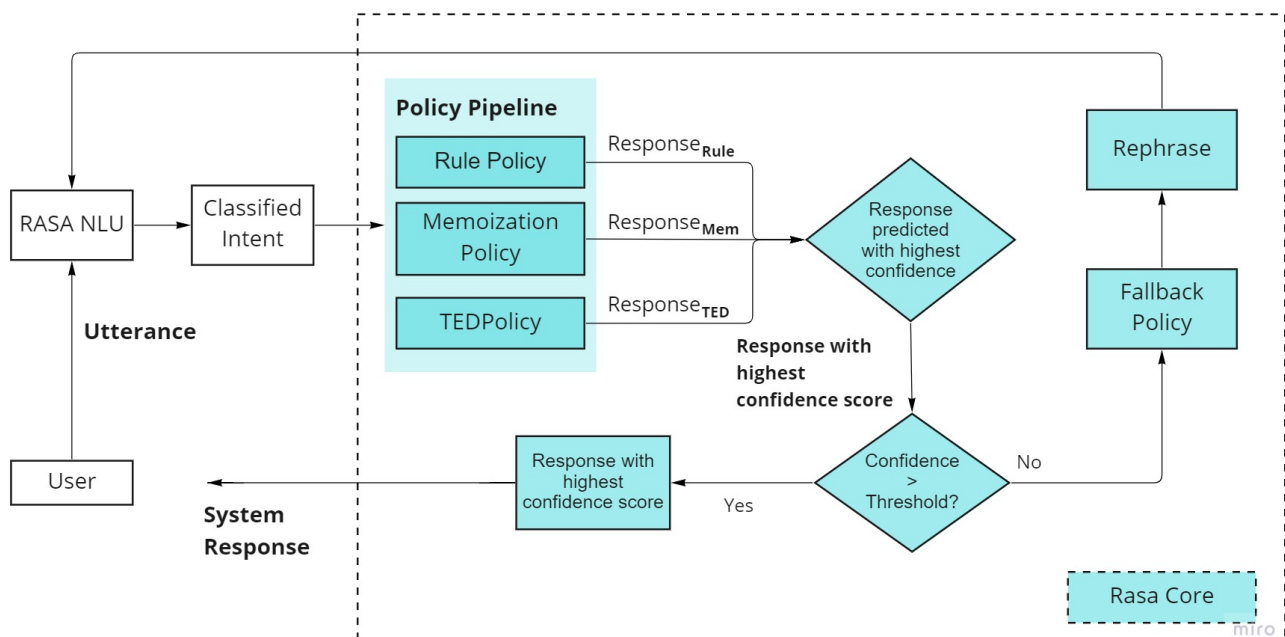 Policy Pipeline
Rule Policy
Response Rule
Memoization
Policy
Response Mem
TEDPolicy
Response TED
RASA NLU
Classified
Intent
Response
predicted
with highest
confidence
Rephrase
Fallback
Policy
Utterance
Response with
highest
confidence score
User
System
Response
Response with
highest
confidence score
Yes
Confidence
>
Threshold?
No
Rasa Core
miro